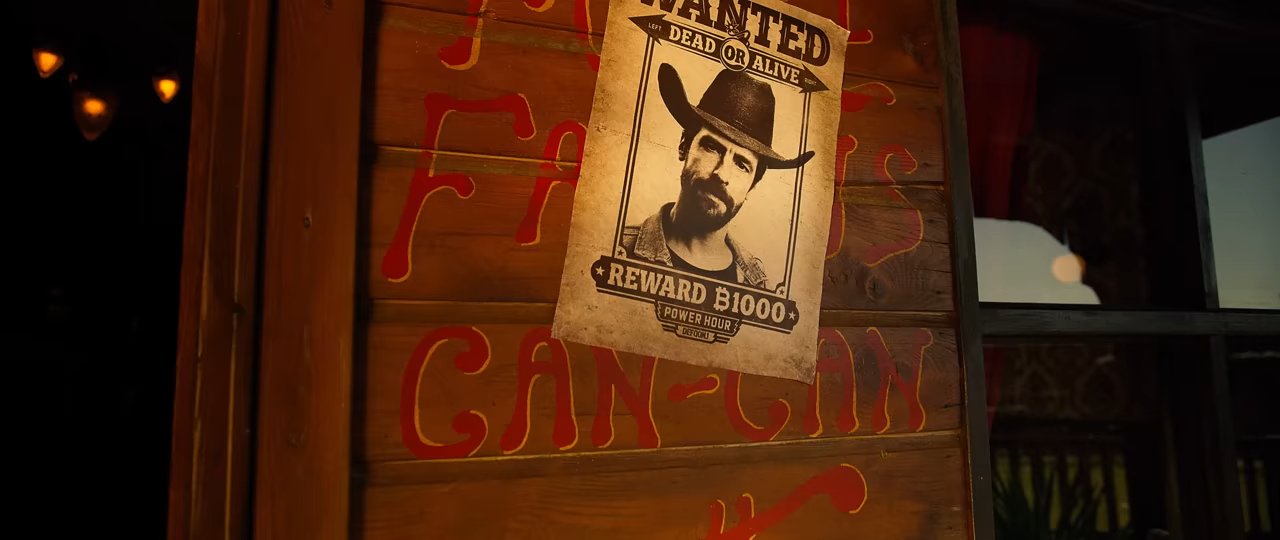 WANTED
LEFT DEAD OR ALIVE RIGHT
REWARD ₿1000
POWER HOUR
CAN-CAN